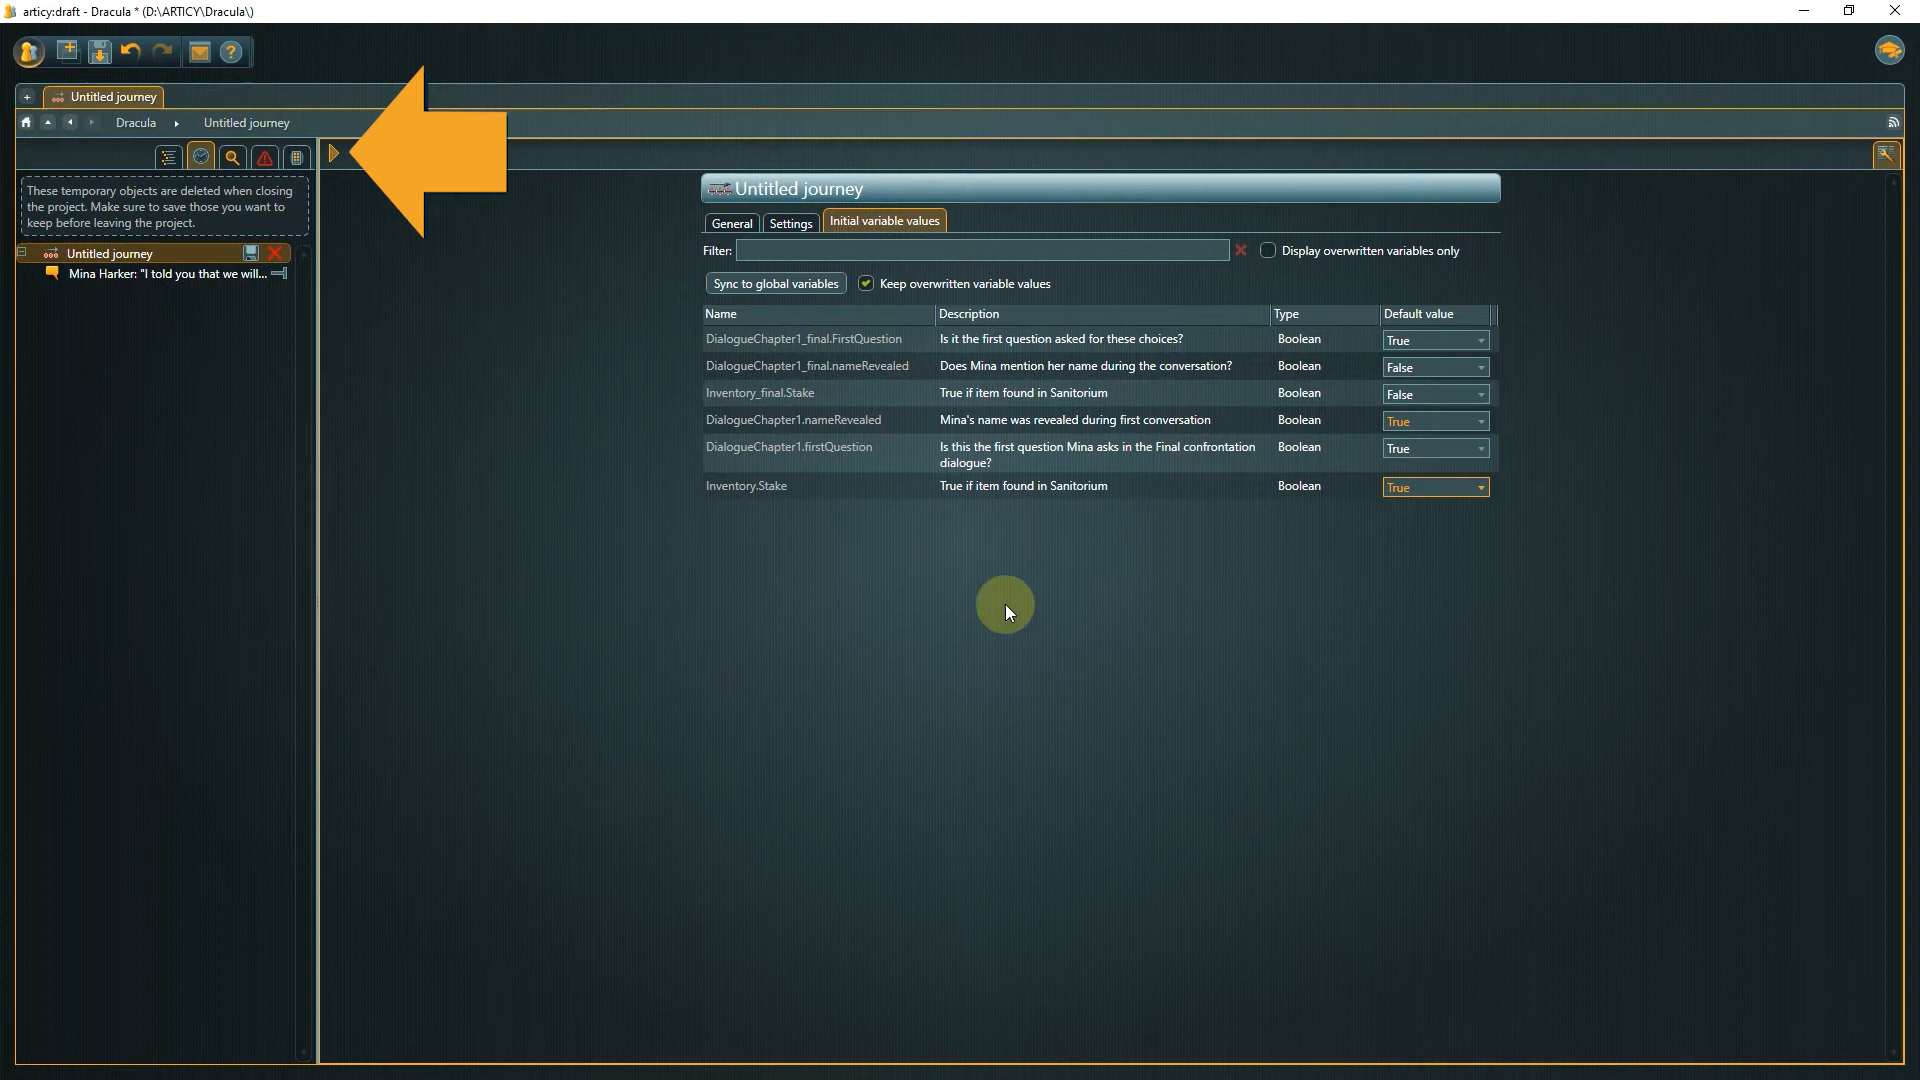 articy:draft - Dracula * (D:\ARTICY\Dracula\)
Untitled journey
Dracula
Untitled journey
These temporary objects are deleted when closing
the project. Make sure to save those you want to
keep before leaving the project.
Untitled journey
Mina Harker: "I told you that we will...
Untitled journey
General
Settings
Initial variable values
Filter:
Display overwritten variables only
Sync to global variables
Keep overwritten variable values
Name Description Type Default value
DialogueChapter1_final.FirstQuestion Is it the first question asked for these choices? Boolean True
DialogueChapter1_final.nameRevealed Does Mina mention her name during the conversation? Boolean False
Inventory_final.Stake True if item found in Sanitorium Boolean False
DialogueChapter1.nameRevealed Mina's name was revealed during first conversation Boolean True
DialogueChapter1.firstQuestion Is this the first question Mina asks in the Final confrontation Boolean True
dialogue?
Inventory.Stake True if item found in Sanitorium Boolean True